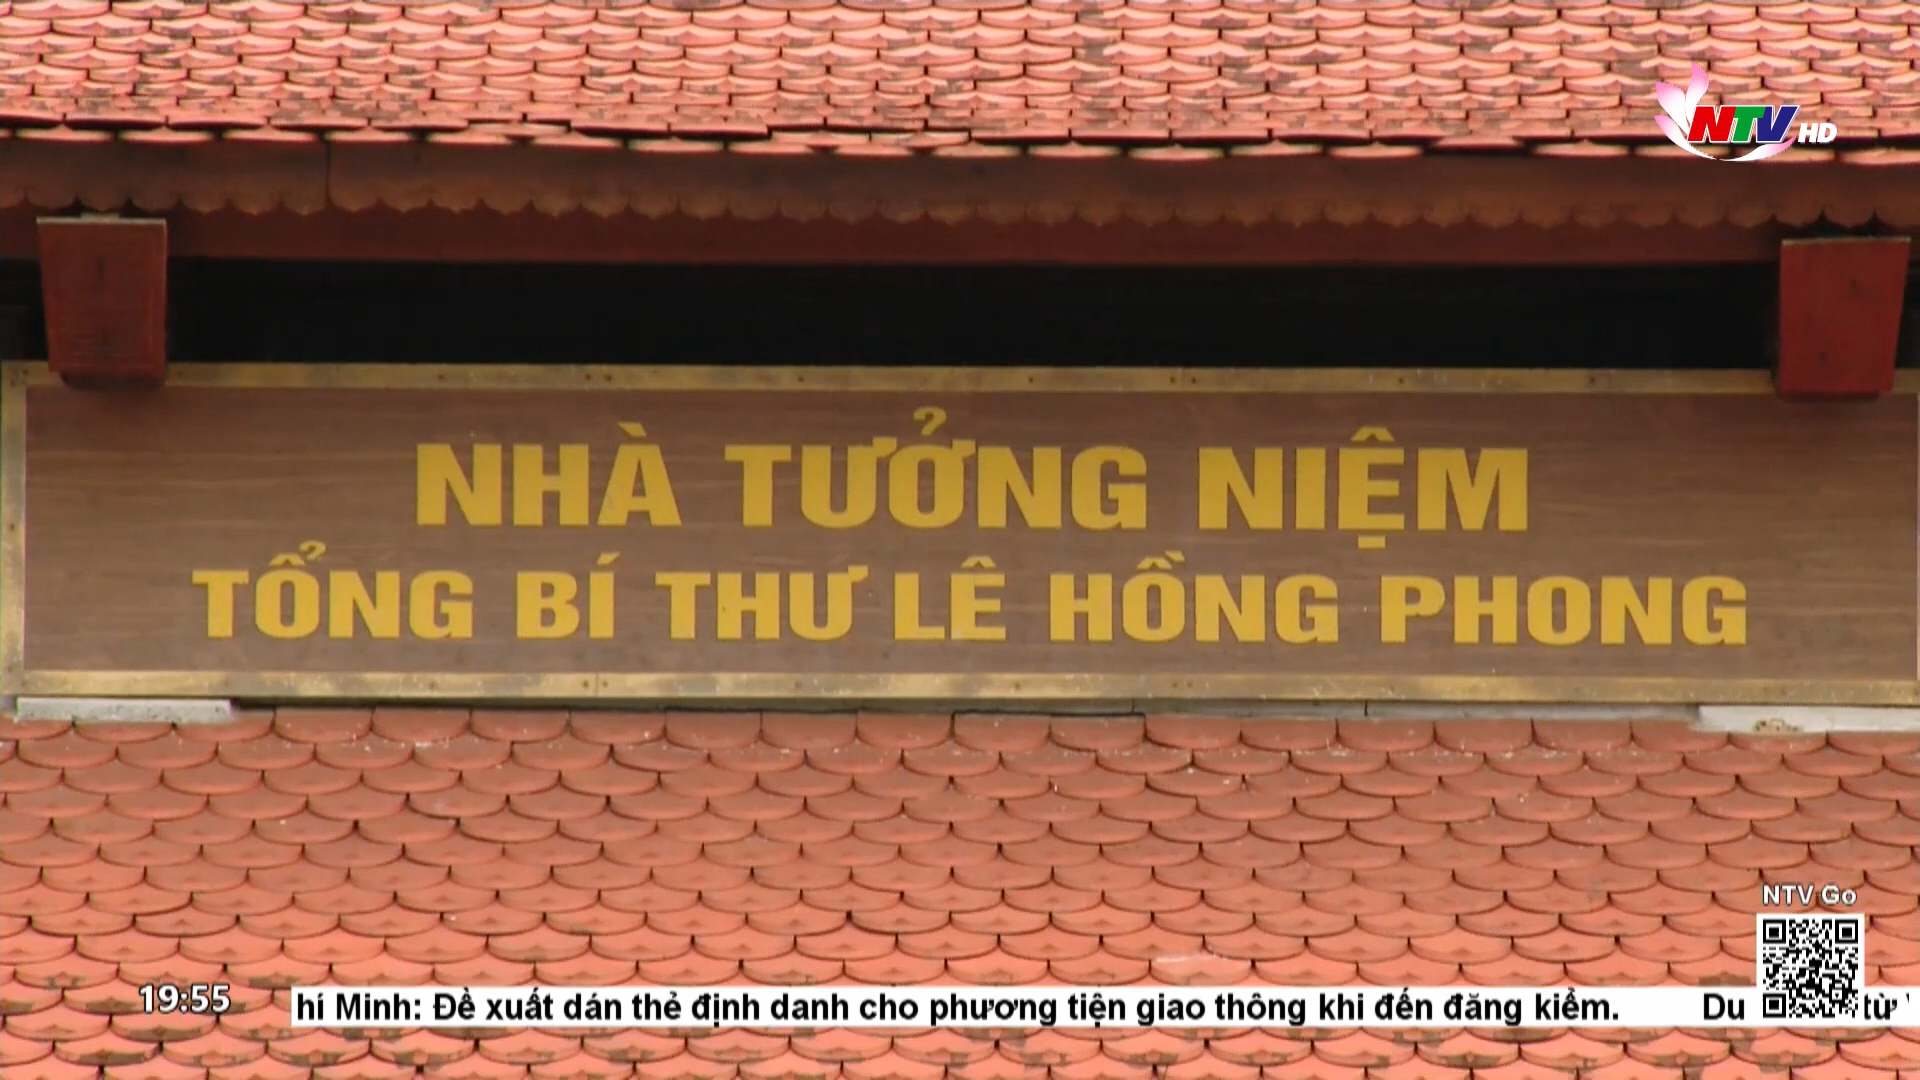 NTV HD
NHÀ TƯỞNG NIỆM
TỔNG BÍ THƯ LÊ HỒNG PHONG
NTV Go
19:55
hí Minh: Đề xuất dán thẻ định danh cho phương tiện giao thông khi đến đăng kiểm. Du từ